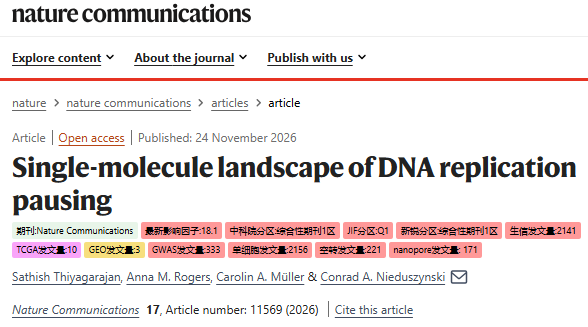 nature communications
Explore content About the journal Publish with us
nature > nature communications > articles > article
Article | Open access | Published: 24 November 2026
Single-molecule landscape of DNA replication
pausing
期刊:Nature Communications 最新影响因子:18.1 中科院分区:综合性期刊1区 JIF分区:Q1 新锐分区:综合性期刊1区 生信发文量:2141
TCGA发文量:10 GEO发文量:3 GWAS发文量:333 单细胞发文量:2156 空转发文量:221 nanopore发文量: 171
Sathish Thiyagarajan, Anna M. Rogers, Carolin A. Müller & Conrad A. Nieduszynski
Nature Communications 17, Article number: 11569 (2026) | Cite this article